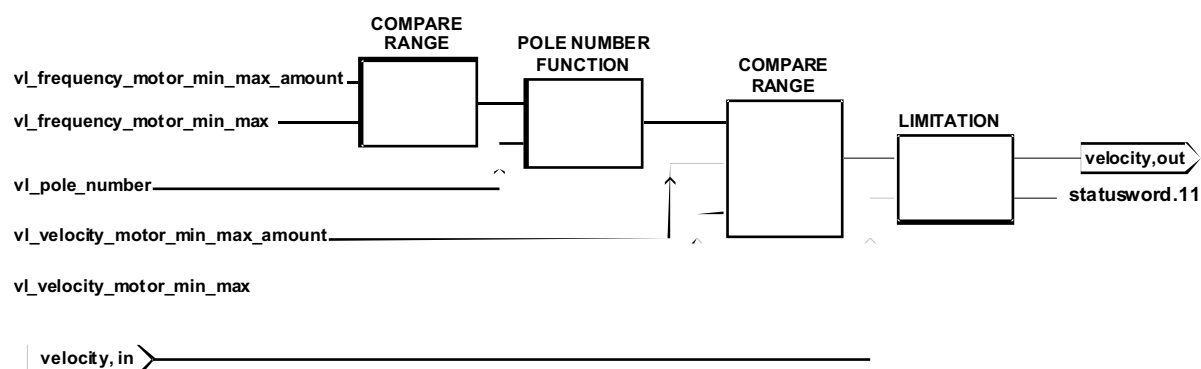 COMPARE
RANGE
POLE NUMBER
FUNCTION
COMPARE
RANGE
LIMITATION
vl_frequency_motor_min_max_amount
vl_frequency_motor_min_max
vl_pole_number
vl_velocity_motor_min_max_amount
vl_velocity_motor_min_max
velocity, in
velocity,out
statusword.11